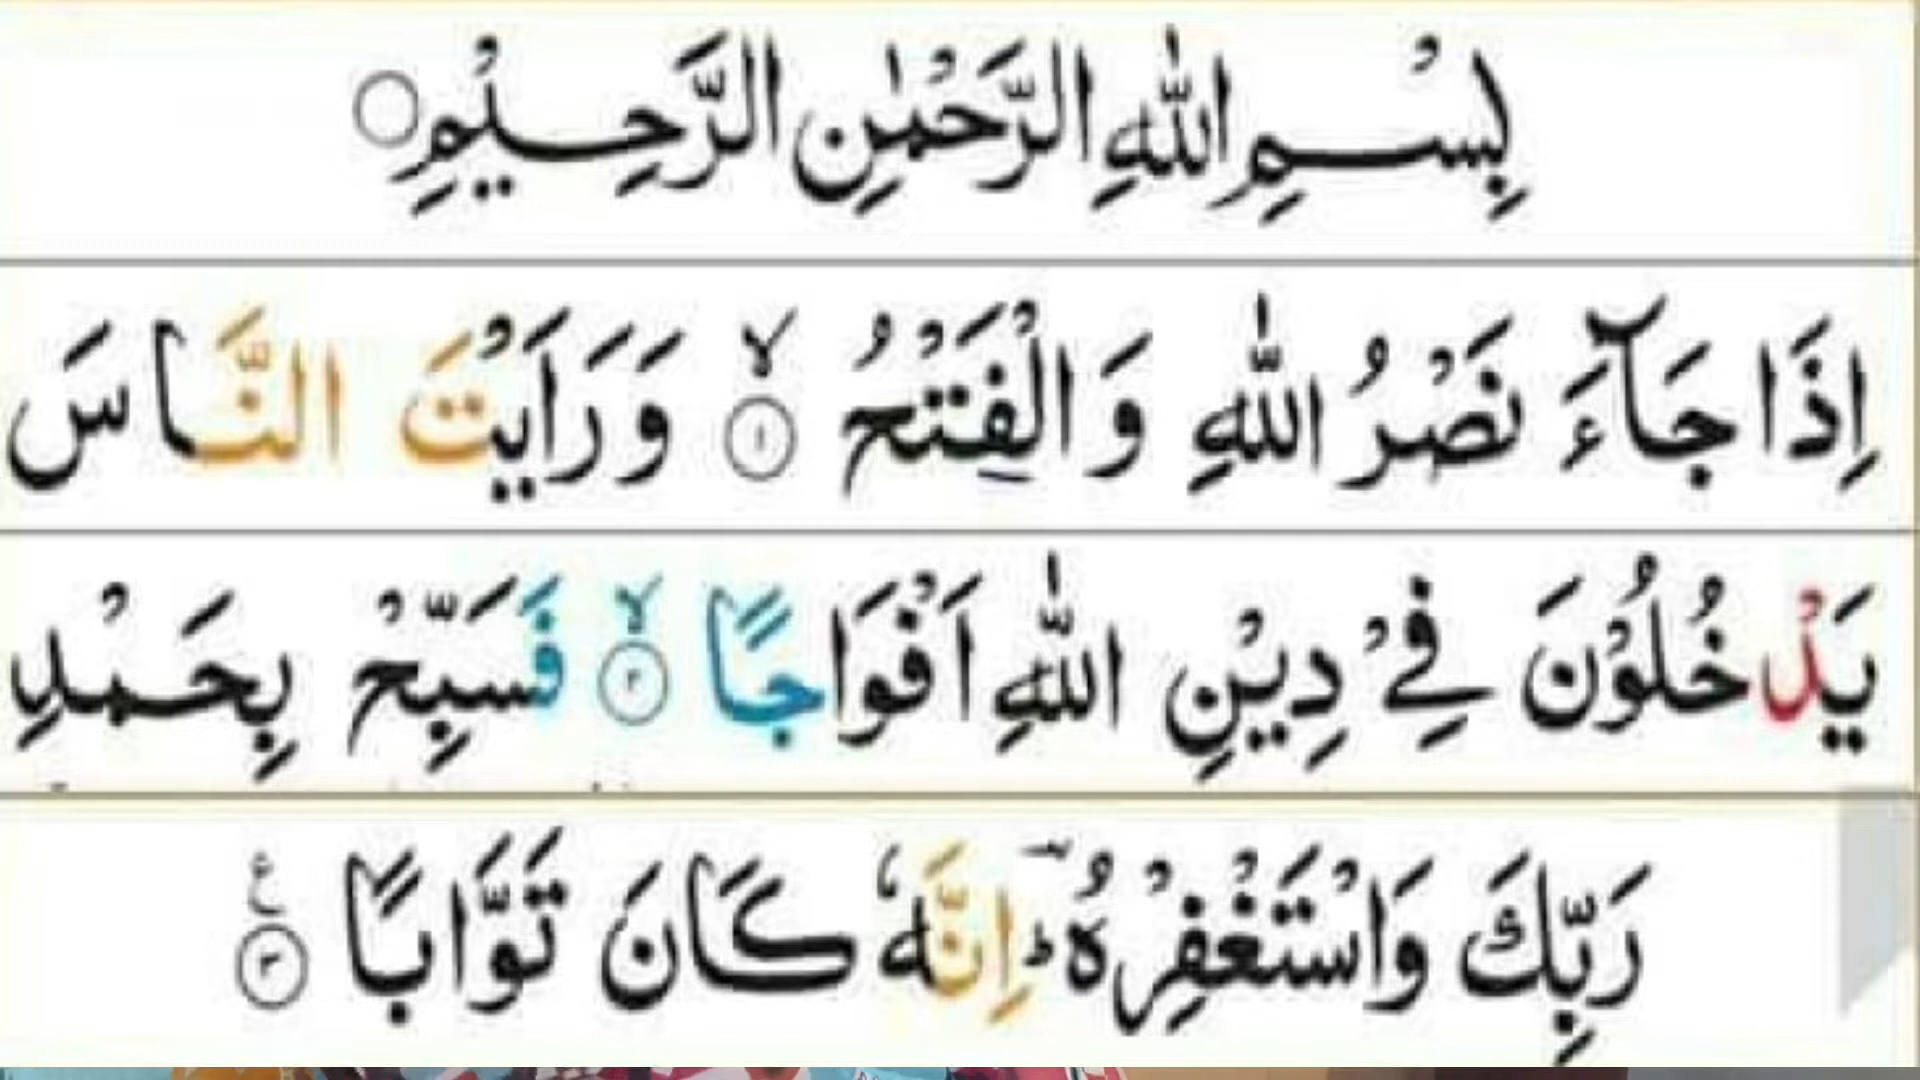 بِسْمِ اللّٰهِ الرَّحْمٰنِ الرَّحِيْمِ ○
اِذَا جَآءَ نَصْرُ اللّٰهِ وَالْفَتْحُ ۙ﴿۱﴾ وَرَاَيْتَ النَّاسَ
يَدْخُلُوْنَ فِيْ دِيْنِ اللّٰهِ اَفْوَاجًا ۙ﴿۲﴾ فَسَبِّحْ بِحَمْدِ
رَبِّكَ وَاسْتَغْفِرْهُ ؕ اِنَّهٗ كَانَ تَوَّابًا ﴿۳﴾ ع